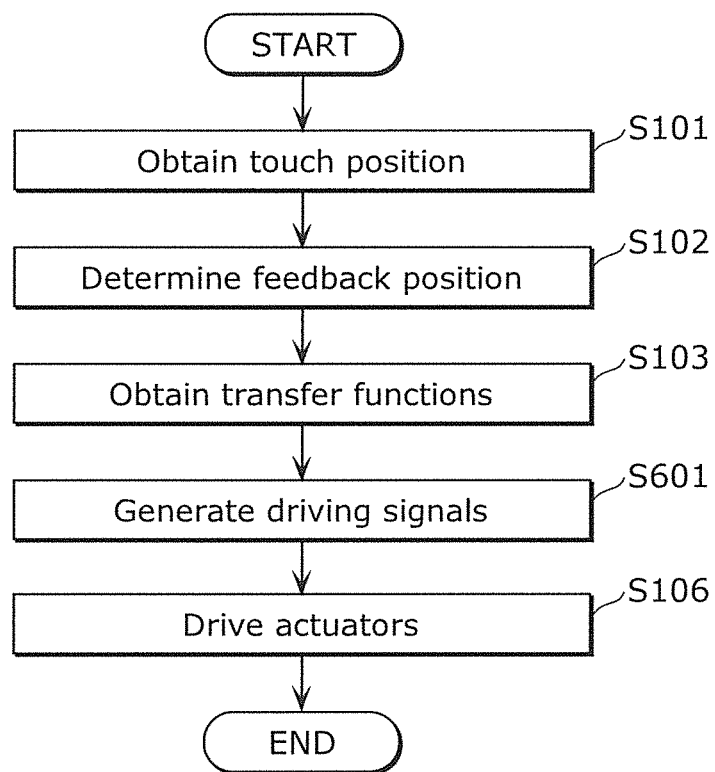 START
S101
Obtain touch position
S102
Determine feedback position
S103
Obtain transfer functions
S601
Generate driving signals
S106
Drive actuators
END